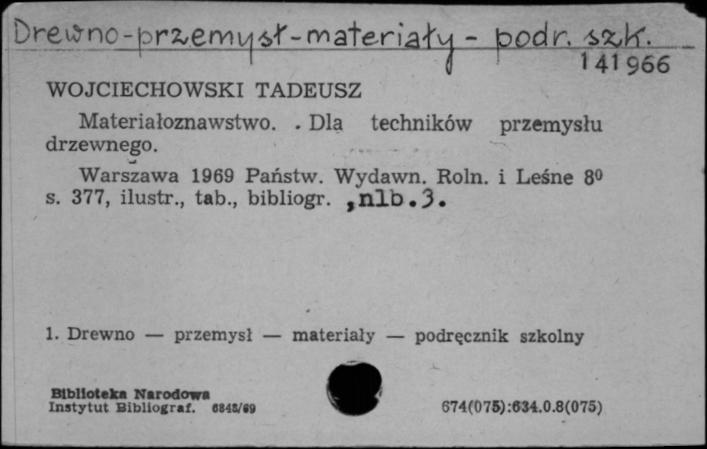 Drewno-przemysł-materiały - podr. szk.
141966
WOJCIECHOWSKI TADEUSZ
Materiałoznawstwo. . Dla techników przemysłu
drzewnego.
Warszawa 1969 Państw. Wydawn. Roln. i Leśne 8⁰
s. 377, ilustr., tab., bibliogr. ,nlb.3.
1. Drewno — przemysł — materiały — podręcznik szkolny
Biblioteka Narodowa
Instytut Bibliograf. 6848/69
674(075):634.0.8(075)